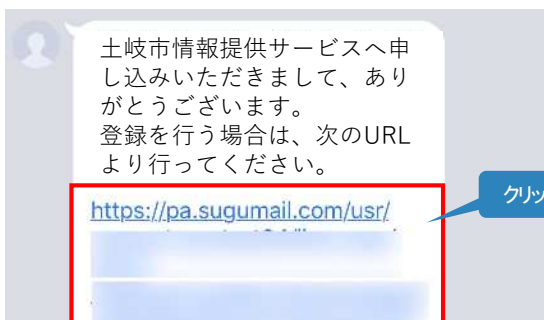 土岐市情報提供サービスへ申
し込みいただきまして、あり
がとうございます。
登録を行う場合は、次のURL
より行ってください。
https://pa.sugumail.com/usr/
クリッ